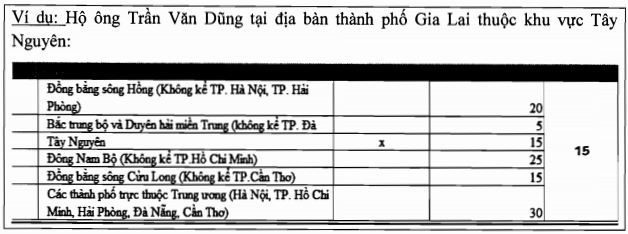 Ví dụ: Hộ ông Trần Văn Dũng tại địa bàn thành phố Gia Lai thuộc khu vực Tây
Nguyên:
Đồng bằng sông Hồng (Không kể TP. Hà Nội, TP. Hải
Phòng) 20
Bắc trung bộ và Duyên hải miền Trung (không kể TP. Đà 5
Tây Nguyên x 15 15
Đông Nam Bộ (Không kể TP.Hồ Chí Minh) 25
Đồng bằng sông Cửu Long (Không kể TP.Cần Thơ) 15
Các thành phố trực thuộc Trung ương (Hà Nội, TP. Hồ Chí
Minh, Hải Phòng, Đà Nẵng, Cần Thơ) 30